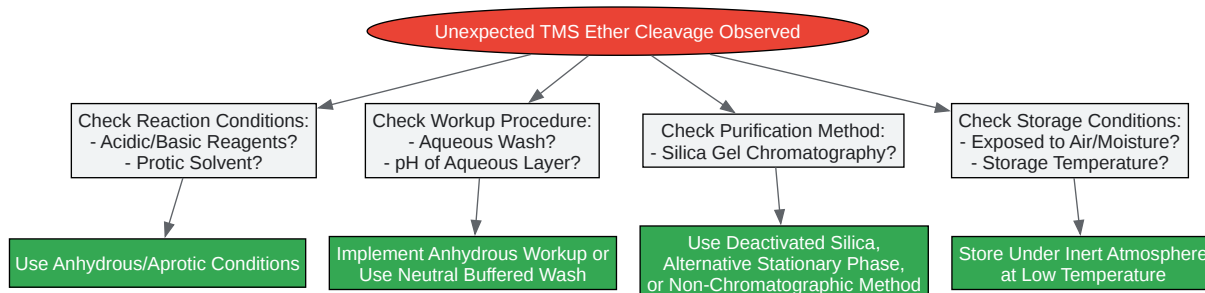 Unexpected TMS Ether Cleavage Observed
Check Reaction Conditions:
- Acidic/Basic Reagents?
- Protic Solvent?
Check Workup Procedure:
- Aqueous Wash?
- pH of Aqueous Layer?
Check Purification Method:
- Silica Gel Chromatography?
Check Storage Conditions:
- Exposed to Air/Moisture?
- Storage Temperature?
Use Anhydrous/Aprotic Conditions
Implement Anhydrous Workup or
Use Neutral Buffered Wash
Use Deactivated Silica,
Alternative Stationary Phase,
or Non-Chromatographic Method
Store Under Inert Atmosphere
at Low Temperature